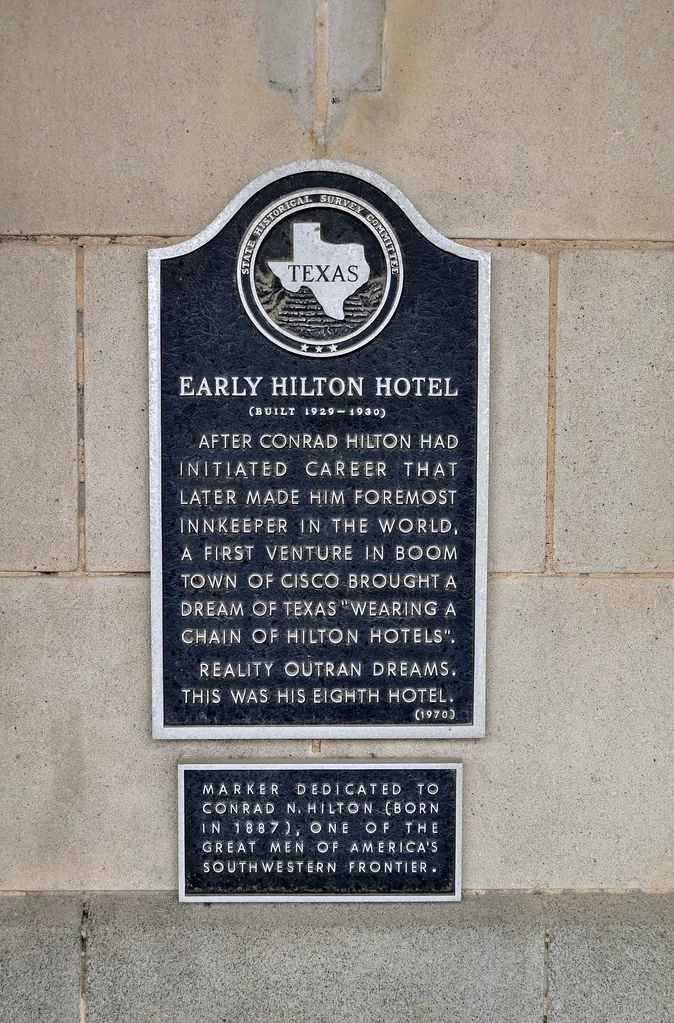 STATE HISTORICAL SURVEY COMMITTEE
TEXAS
EARLY HILTON HOTEL
(BUILT 1929-1930)
AFTER CONRAD HILTON HAD
INITIATED CAREER THAT
LATER MADE HIM FOREMOST
INNKEEPER IN THE WORLD,
A FIRST VENTURE IN BOOM
TOWN OF CISCO BROUGHT A
DREAM OF TEXAS "WEARING A
CHAIN OF HILTON HOTELS".
REALITY OUTRAN DREAMS.
THIS WAS HIS EIGHTH HOTEL.
(1970)
MARKER DEDICATED TO
CONRAD N. HILTON (BORN
IN 1887), ONE OF THE
GREAT MEN OF AMERICA'S
SOUTHWESTERN FRONTIER.